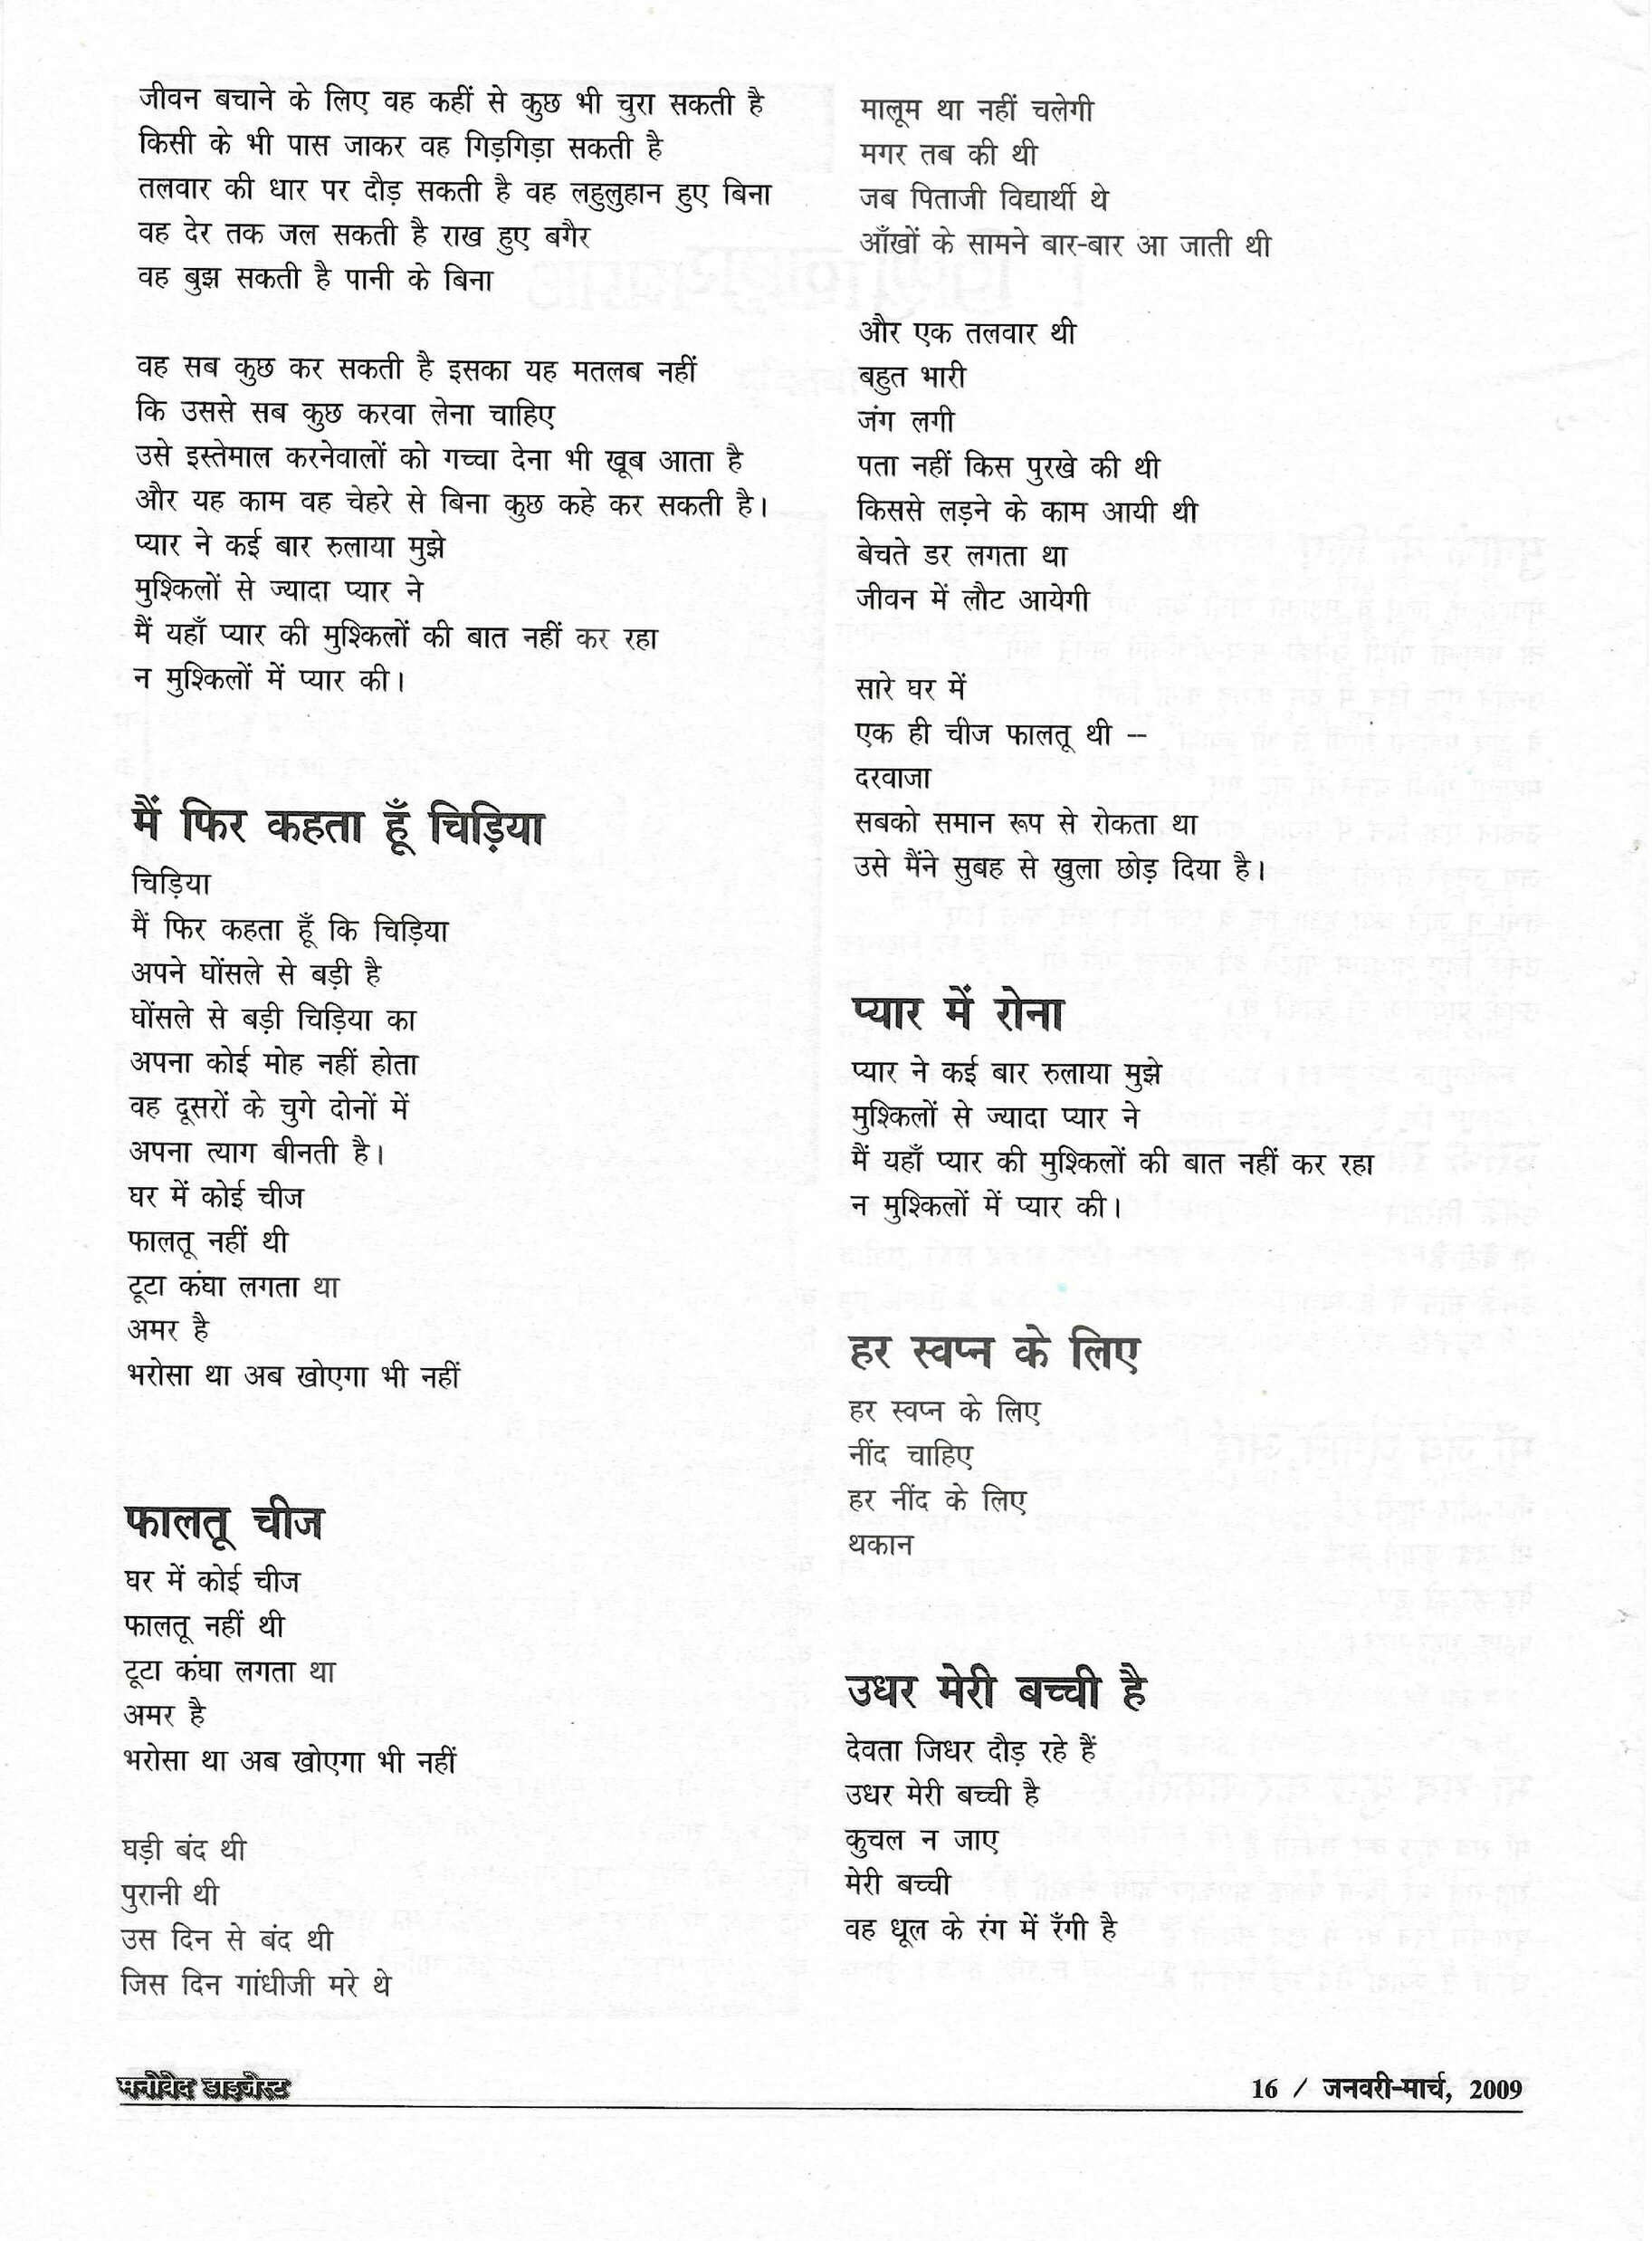 जीवन बचाने के लिए वह कहीं से कुछ भी चुरा सकती है
किसी के भी पास जाकर वह गिड़गिड़ा सकती है
तलवार की धार पर दौड़ सकती है वह लहुलुहान हुए बिना
वह देर तक जल सकती है राख हुए बगैर
वह बुझ सकती है पानी के बिना

वह सब कुछ कर सकती है इसका यह मतलब नहीं
कि उससे सब कुछ करवा लेना चाहिए
उसे इस्तेमाल करनेवालों को गच्चा देना भी खूब आता है
और यह काम वह चेहरे से बिना कुछ कहे कर सकती है।
प्यार ने कई बार रुलाया मुझे
मुश्किलों से ज्यादा प्यार ने
मैं यहाँ प्यार की मुश्किलों की बात नहीं कर रहा
न मुश्किलों में प्यार की।

मैं फिर कहता हूँ चिड़िया
चिड़िया
मैं फिर कहता हूँ कि चिड़िया
अपने घोंसले से बड़ी है
घोंसले से बड़ी चिड़िया का
अपना कोई मोह नहीं होता
वह दूसरों के चुगे दोनों में
अपना त्याग बीनती है।
घर में कोई चीज
फालतू नहीं थी
टूटा कंघा लगता था
अमर है
भरोसा था अब खोएगा भी नहीं

फालतू चीज
घर में कोई चीज
फालतू नहीं थी
टूटा कंघा लगता था
अमर है
भरोसा था अब खोएगा भी नहीं

घड़ी बंद थी
पुरानी थी
उस दिन से बंद थी
जिस दिन गांधीजी मरे थे

मालूम था नहीं चलेगी
मगर तब की थी
जब पिताजी विद्यार्थी थे
आँखों के सामने बार-बार आ जाती थी

और एक तलवार थी
बहुत भारी
जंग लगी
पता नहीं किस पुरखे की थी
किससे लड़ने के काम आयी थी
बेचते डर लगता था
जीवन में लौट आयेगी

सारे घर में
एक ही चीज फालतू थी --
दरवाजा
सबको समान रूप से रोकता था
उसे मैंने सुबह से खुला छोड़ दिया है।

प्यार में रोना
प्यार ने कई बार रुलाया मुझे
मुश्किलों से ज्यादा प्यार ने
मैं यहाँ प्यार की मुश्किलों की बात नहीं कर रहा
न मुश्किलों में प्यार की।

हर स्वप्न के लिए
हर स्वप्न के लिए
नींद चाहिए
हर नींद के लिए
थकान

उधर मेरी बच्ची है
देवता जिधर दौड़ रहे हैं
उधर मेरी बच्ची है
कुचल न जाए
मेरी बच्ची
वह धूल के रंग में रँगी है

मनोवेद डाइजेस्ट
16 / जनवरी-मार्च, 2009